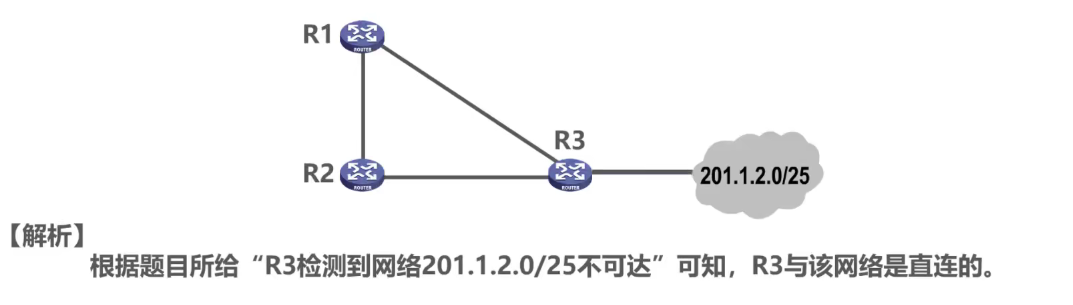 R1
ROUTER
R3
R2
ROUTER
ROUTER
201.1.2.0/25
【解析】
根据题目所给“R3检测到网络201.1.2.0/25不可达”可知，R3与该网络是直连的。